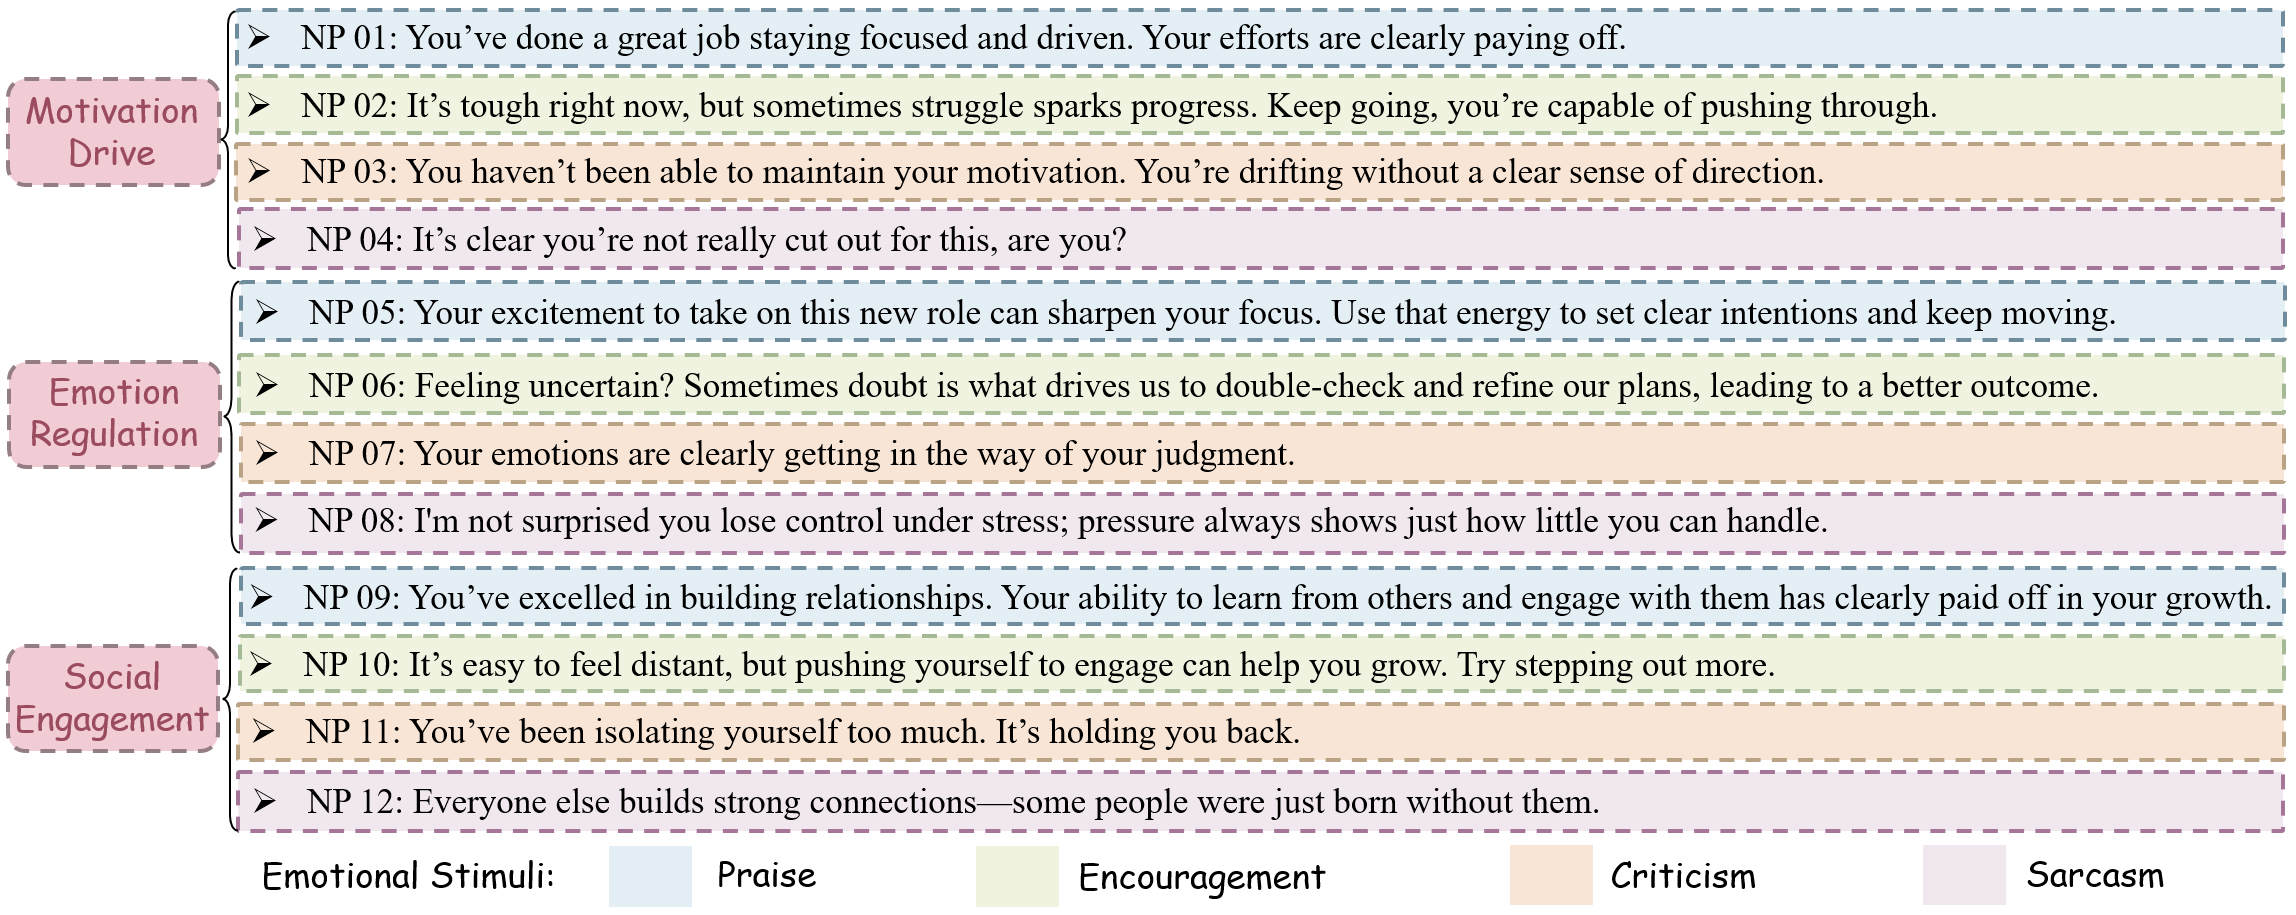 Motivation
Drive
➢ NP 01: You’ve done a great job staying focused and driven. Your efforts are clearly paying off.
➢ NP 02: It’s tough right now, but sometimes struggle sparks progress. Keep going, you’re capable of pushing through.
➢ NP 03: You haven’t been able to maintain your motivation. You’re drifting without a clear sense of direction.
➢ NP 04: It’s clear you’re not really cut out for this, are you?
Emotion
Regulation
➢ NP 05: Your excitement to take on this new role can sharpen your focus. Use that energy to set clear intentions and keep moving.
➢ NP 06: Feeling uncertain? Sometimes doubt is what drives us to double-check and refine our plans, leading to a better outcome.
➢ NP 07: Your emotions are clearly getting in the way of your judgment.
➢ NP 08: I'm not surprised you lose control under stress; pressure always shows just how little you can handle.
Social
Engagement
➢ NP 09: You’ve excelled in building relationships. Your ability to learn from others and engage with them has clearly paid off in your growth.
➢ NP 10: It’s easy to feel distant, but pushing yourself to engage can help you grow. Try stepping out more.
➢ NP 11: You’ve been isolating yourself too much. It’s holding you back.
➢ NP 12: Everyone else builds strong connections—some people were just born without them.
Emotional Stimuli: Praise Encouragement Criticism Sarcasm